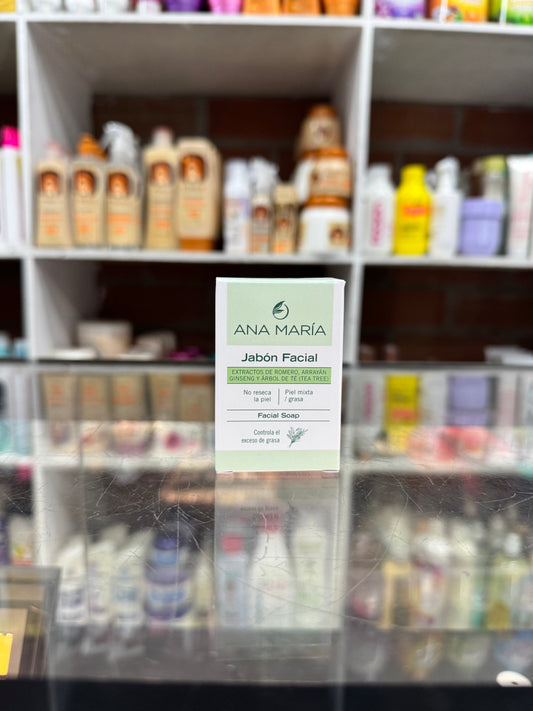 ANA MARÍA
Jabón Facial
EXTRACTOS DE ROMERO, ARRAYÁN
GINSENG Y ÁRBOL DE TÉ (TEA TREE)
No reseca
la piel
Piel mixta
/ grasa
Facial Soap
Controla el
exceso de grasa